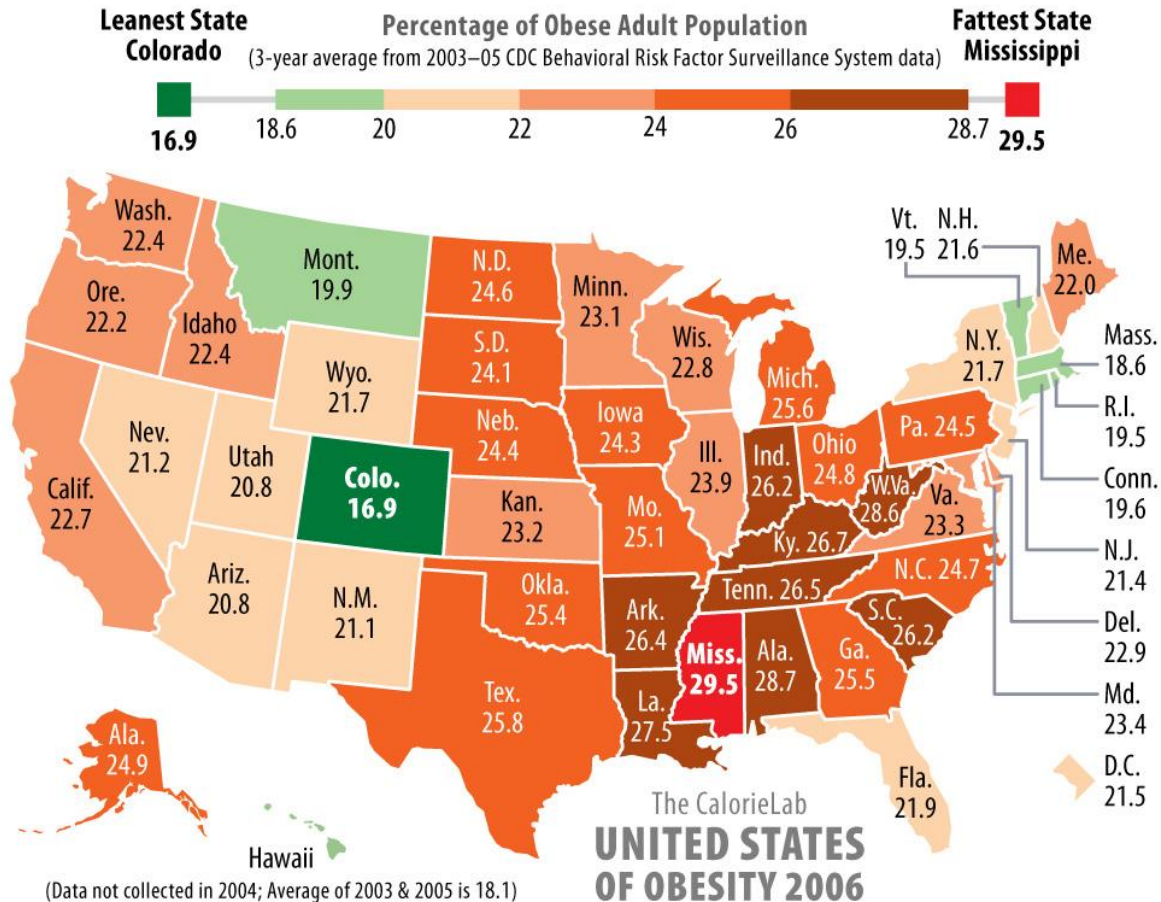 Leanest State
Colorado
16.9
Percentage of Obese Adult Population
(3-year average from 2003–05 CDC Behavioral Risk Factor Surveillance System data)
18.6
20
22
24
26
28.7
Fattest State
Mississippi
29.5
Wash.
22.4
Ore.
22.2
Idaho
22.4
Mont.
19.9
N.D.
24.6
Minn.
23.1
Wis.
22.8
S.D.
24.1
Wyo.
21.7
Mich.
25.6
Vt.
19.5
N.H.
21.6
Me.
22.0
N.Y.
21.7
Mass.
18.6
R.I.
19.5
Conn.
19.6
N.J.
21.4
Del.
22.9
Md.
23.4
D.C.
21.5
Calif.
22.7
Nev.
21.2
Utah
20.8
Colo.
16.9
Neb.
24.4
Iowa
24.3
Kan.
23.2
Mo.
25.1
Ill.
23.9
Ind.
26.2
Ohio
24.8
Pa. 24.5
W.Va.
28.6
Va.
23.3
Ky. 26.7
N.C. 24.7
Tenn. 26.5
S.C.
26.2
Ariz.
20.8
N.M.
21.1
Okla.
25.4
Ark.
26.4
Tex.
25.8
La.
27.5
Miss.
29.5
Ala.
28.7
Ga.
25.5
Fla.
21.9
Ala.
24.9
Hawaii
(Data not collected in 2004; Average of 2003 & 2005 is 18.1)
The CalorieLab
UNITED STATES
OF OBESITY 2006